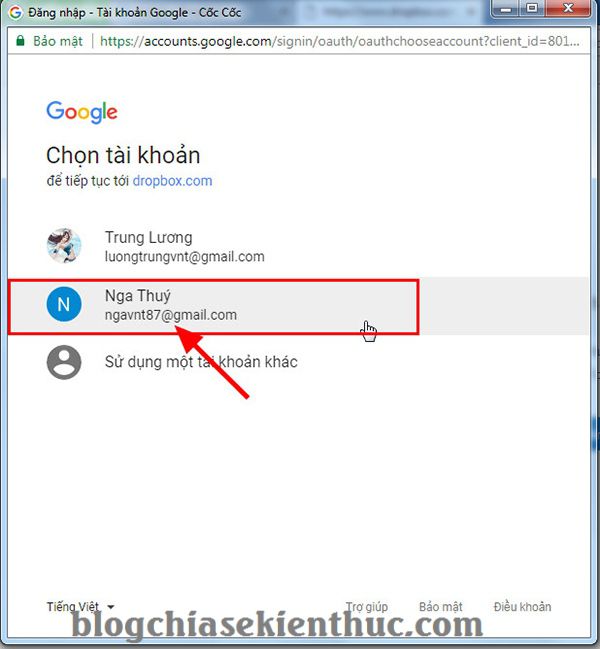 Đăng nhập - Tài khoản Google - Cốc Cốc
Bảo mật https://accounts.google.com/signin/oauth/oauthchooseaccount?client_id=801...
Google
Chọn tài khoản
để tiếp tục tới dropbox.com
Trung Lương
luongtrungvnt@gmail.com
N
Nga Thuý
ngavnt87@gmail.com
Sử dụng một tài khoản khác
Tiếng Việt Trợ giúp Bảo mật Điều khoản
blogchiasekienthuc.com